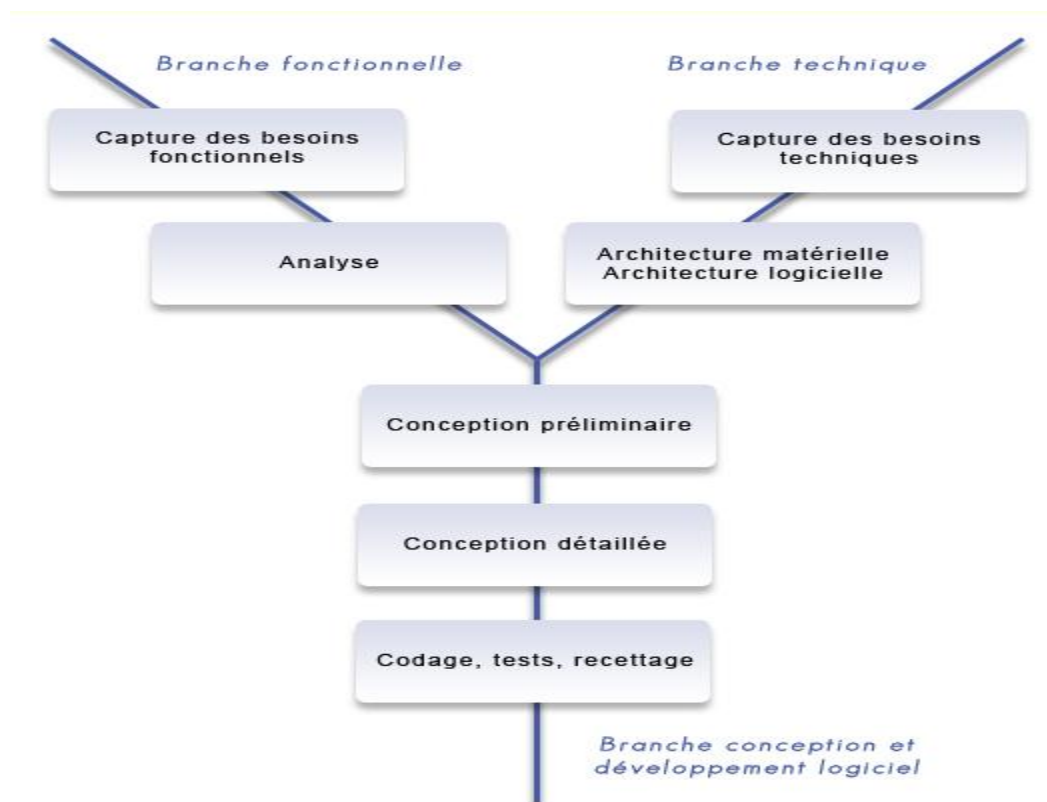 Branche fonctionnelle
Branche technique
Capture des besoins
fonctionnels
Capture des besoins
techniques
Analyse
Architecture matérielle
Architecture logicielle
Conception préliminaire
Conception détaillée
Codage, tests, recettage
Branche conception et
développement logiciel